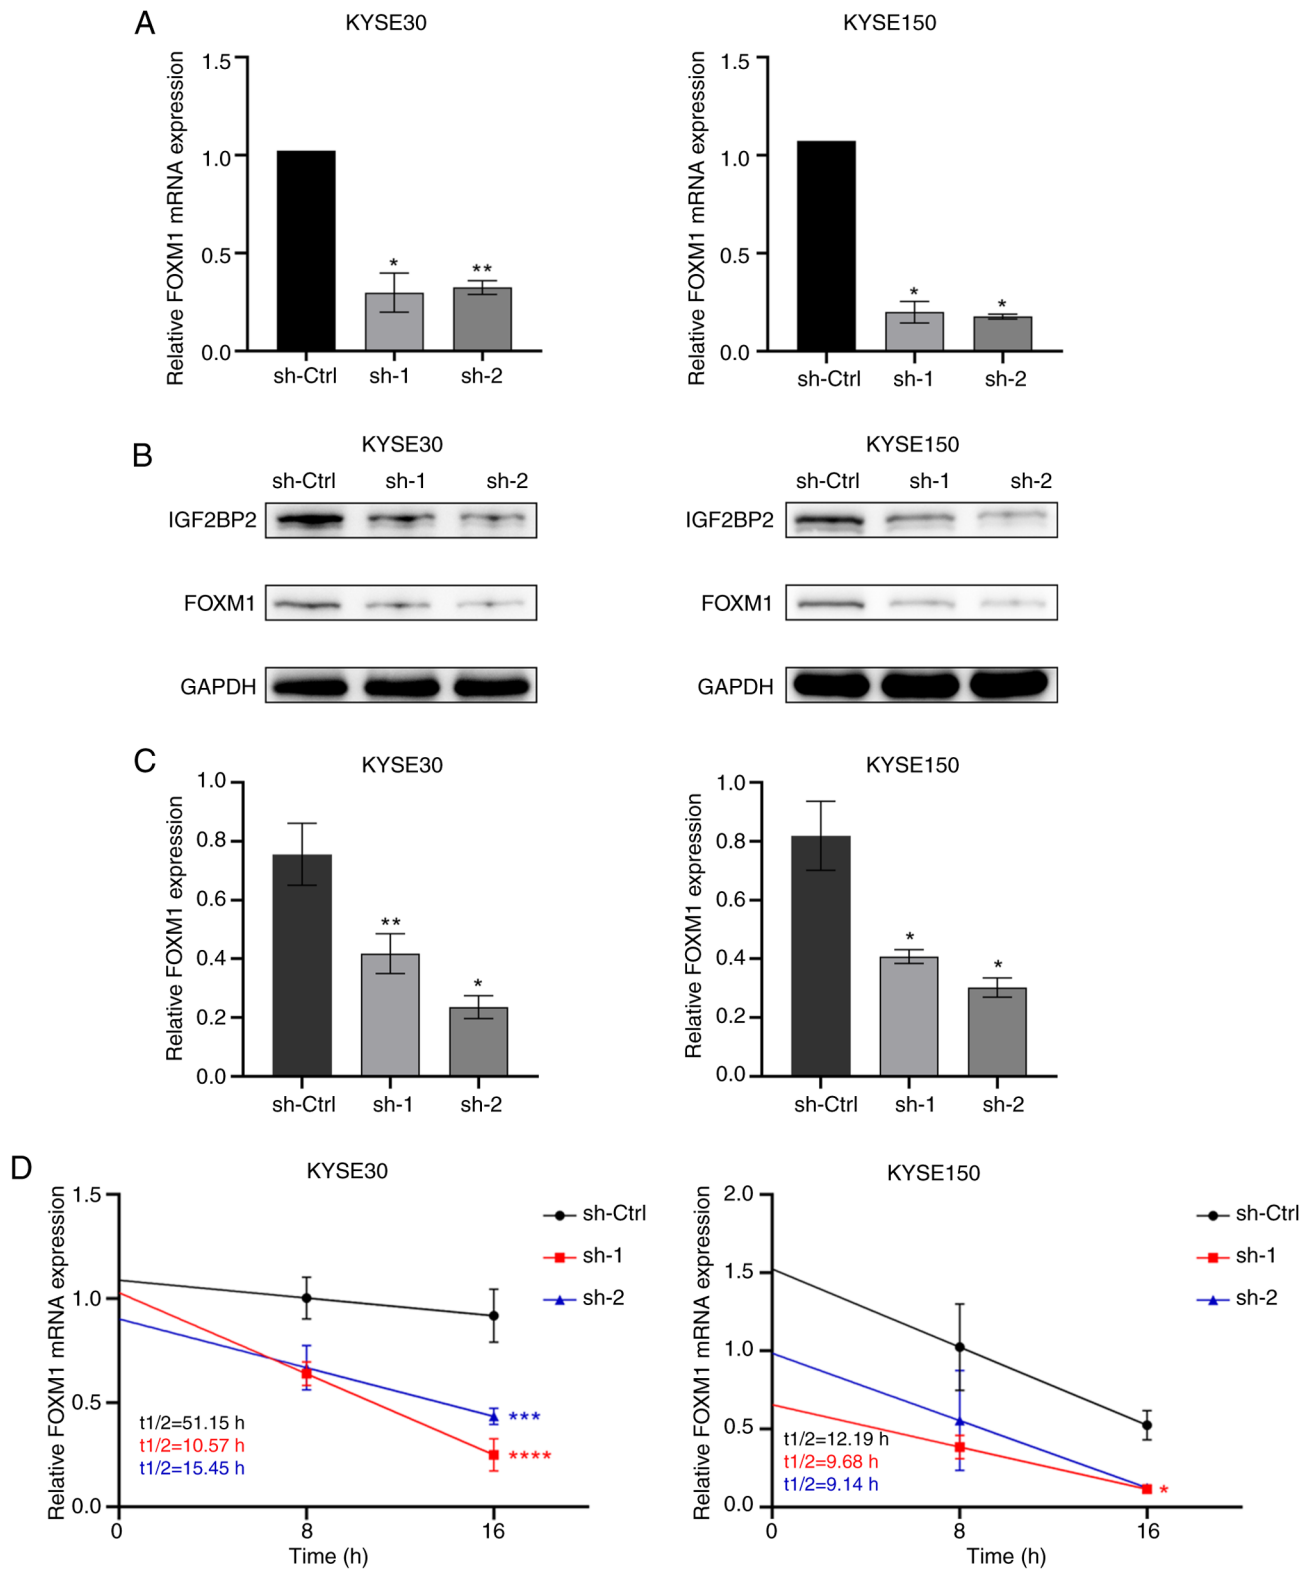 A
KYSE30
KYSE150
Relative FOXM1 mRNA expression
1.5
1.0
0.5
0.0
*
**
sh-Ctrl
sh-1
sh-2
Relative FOXM1 mRNA expression
1.5
1.0
0.5
0.0
*
*
sh-Ctrl
sh-1
sh-2
B
KYSE30
sh-Ctrl
sh-1
sh-2
IGF2BP2
FOXM1
GAPDH
KYSE150
sh-Ctrl
sh-1
sh-2
IGF2BP2
FOXM1
GAPDH
C
KYSE30
Relative FOXM1 expression
1.0
0.8
0.6
0.4
0.2
0.0
**
*
sh-Ctrl
sh-1
sh-2
KYSE150
Relative FOXM1 expression
1.0
0.8
0.6
0.4
0.2
0.0
*
*
sh-Ctrl
sh-1
sh-2
D
KYSE30
Relative FOXM1 mRNA expression
1.5
1.0
0.5
0.0
sh-Ctrl
sh-1
sh-2
***
****
t1/2=51.15 h
t1/2=10.57 h
t1/2=15.45 h
0
8
16
Time (h)
KYSE150
Relative FOXM1 mRNA expression
2.0
1.5
1.0
0.5
0.0
sh-Ctrl
sh-1
sh-2
t1/2=12.19 h
t1/2=9.68 h
t1/2=9.14 h
*
0
8
16
Time (h)